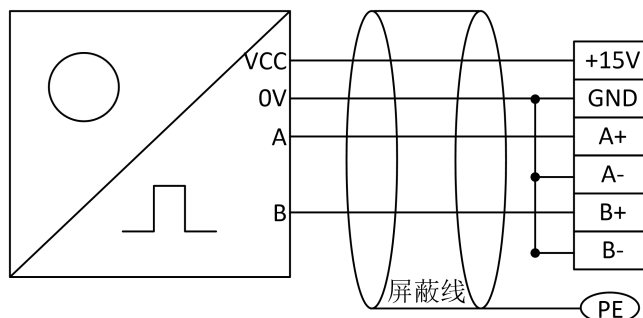 VCC
+15V
0V
GND
A
A+
A-
B
B+
B-
屏蔽线
PE